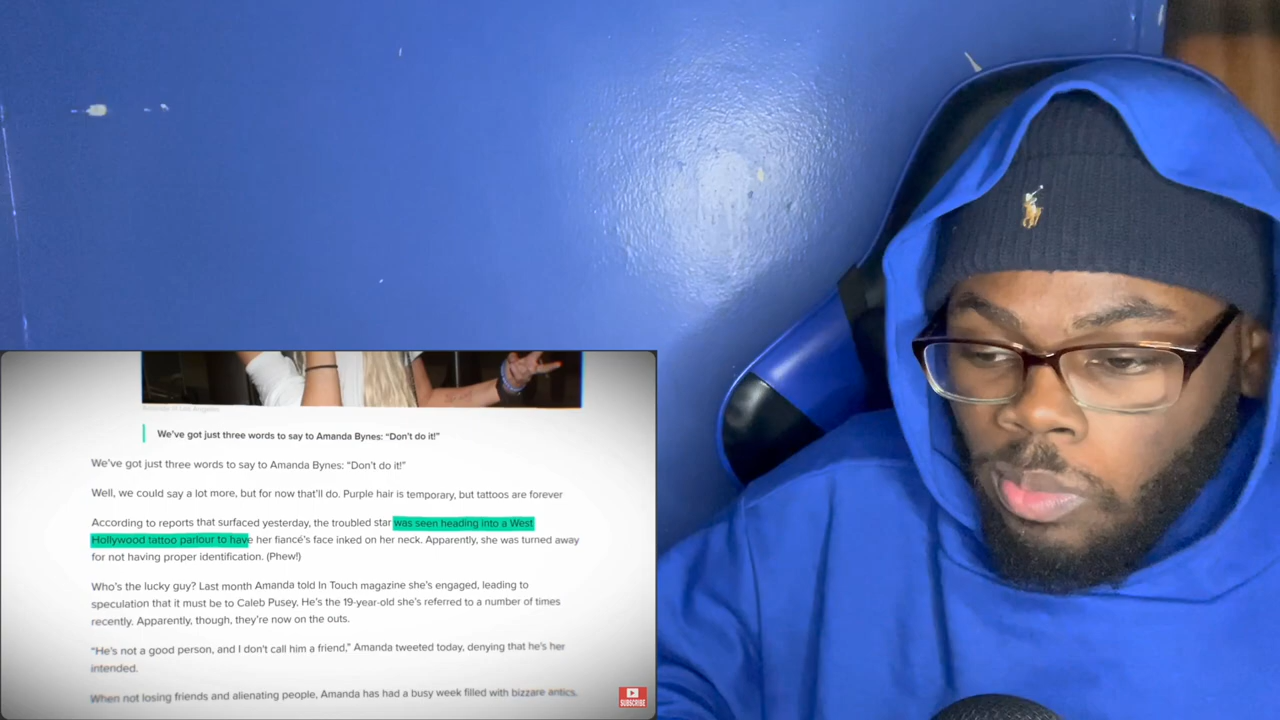 We've got just three words to say to Amanda Bynes: “Don't do it!”
We've got just three words to say to Amanda Bynes: “Don't do it!”
Well, we could say a lot more, but for now that'll do. Purple hair is temporary, but tattoos are forever
According to reports that surfaced yesterday, the troubled star was seen heading into a West
Hollywood tattoo parlour to have her fiancé's face inked on her neck. Apparently, she was turned away
for not having proper identification. (Phew!)
Who's the lucky guy? Last month Amanda told In Touch magazine she's engaged, leading to
speculation that it must be to Caleb Pusey. He's the 19-year-old she's referred to a number of times
recently. Apparently, though, they're now on the outs.
“He's not a good person, and I don't call him a friend,” Amanda tweeted today, denying that he's her
intended.
When not losing friends and alienating people, Amanda has had a busy week filled with bizzare antics.
SUBSCRIBE